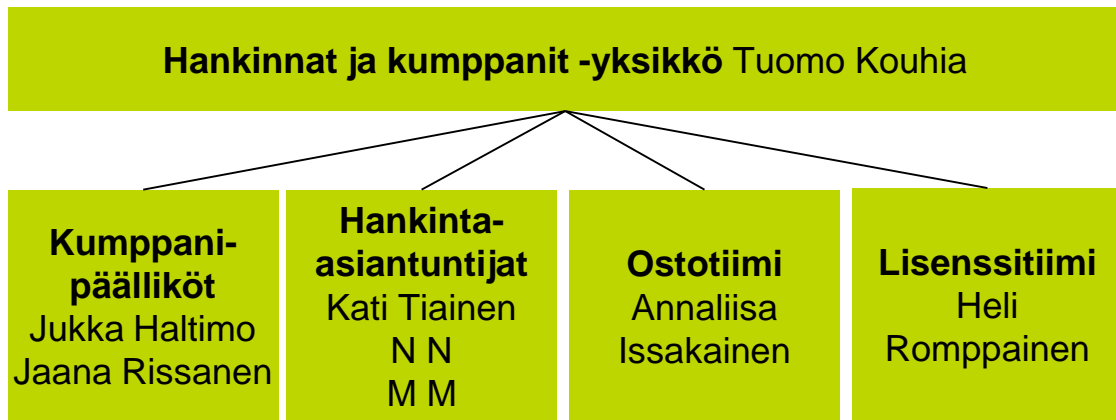 Hankinnat ja kumppanit -yksikkö Tuomo Kouhia
Kumppani-
päälliköt
Jukka Haltimo
Jaana Rissanen
Hankinta-
asiantuntijat
Kati Tiainen
N N
M M
Ostotiimi
Annaliisa
Issakainen
Lisenssitiimi
Heli
Romppainen